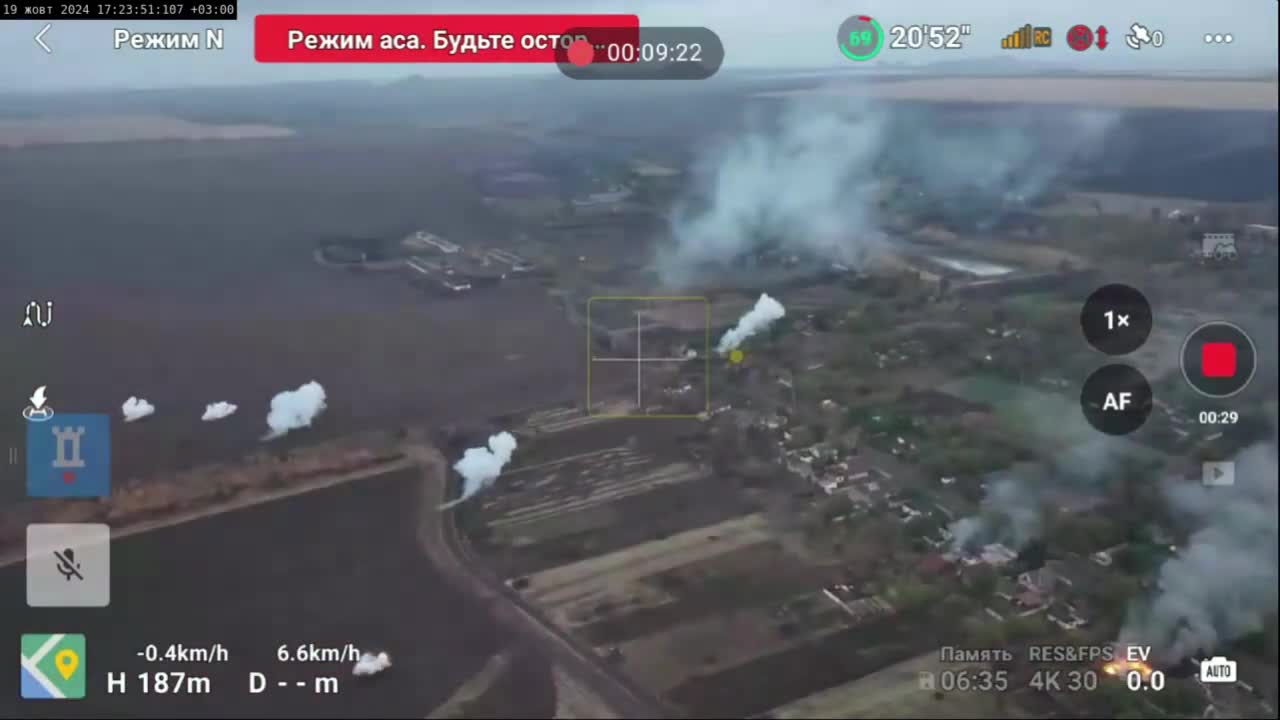 19 жовт 2024 17:23:51:107 +03:00
Режим N
Режим аса. Будьте остор...
00:09:22
69
20'52"
RC
0
1×
AF
00:29
-0.4km/h 6.6km/h
H 187m D - - m
Память RES&FPS EV
06:35 4K 30 0.0
AUTO